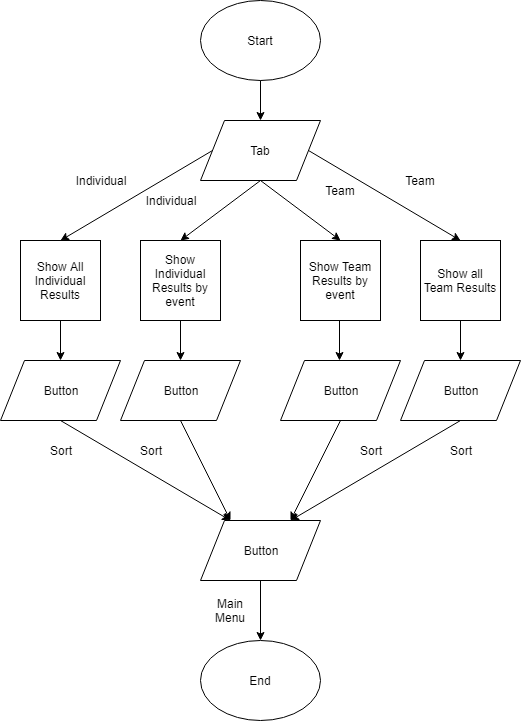 Start
Tab
Individual
Individual
Team
Team
Show All
Individual
Results
Show
Individual
Results by
event
Show Team
Results by
event
Show all
Team Results
Button
Button
Button
Button
Sort
Sort
Sort
Sort
Button
Main
Menu
End